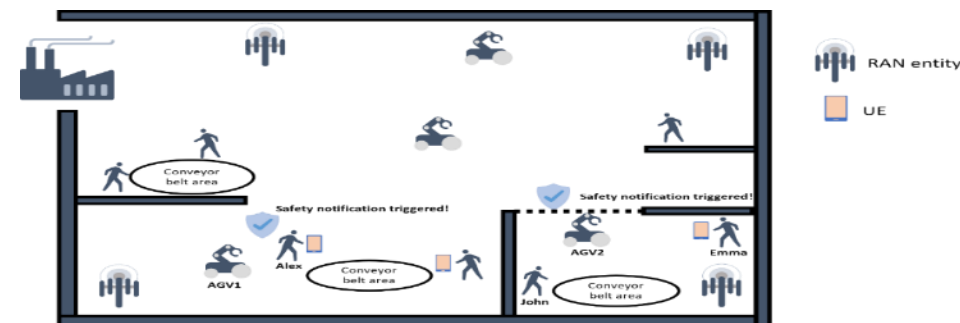 RAN entity
UE
Conveyor
belt area
Safety notification triggered!
Safety notification triggered!
Alex
AGV1
Conveyor
belt area
AGV2
Emma
John
Conveyor
belt area